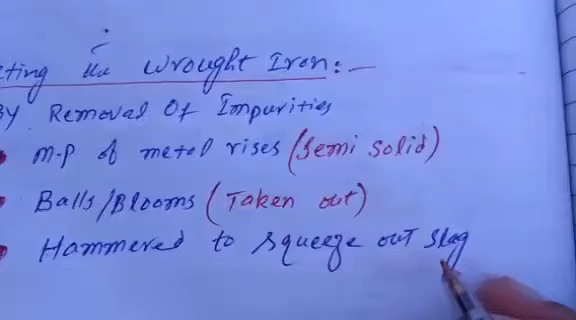 the Wrought Iron:-
By Removal Of Impurities
M.P of metal rises (Semi Solid)
Balls/Blooms (Taken out)
Hammered to squeeze out slag